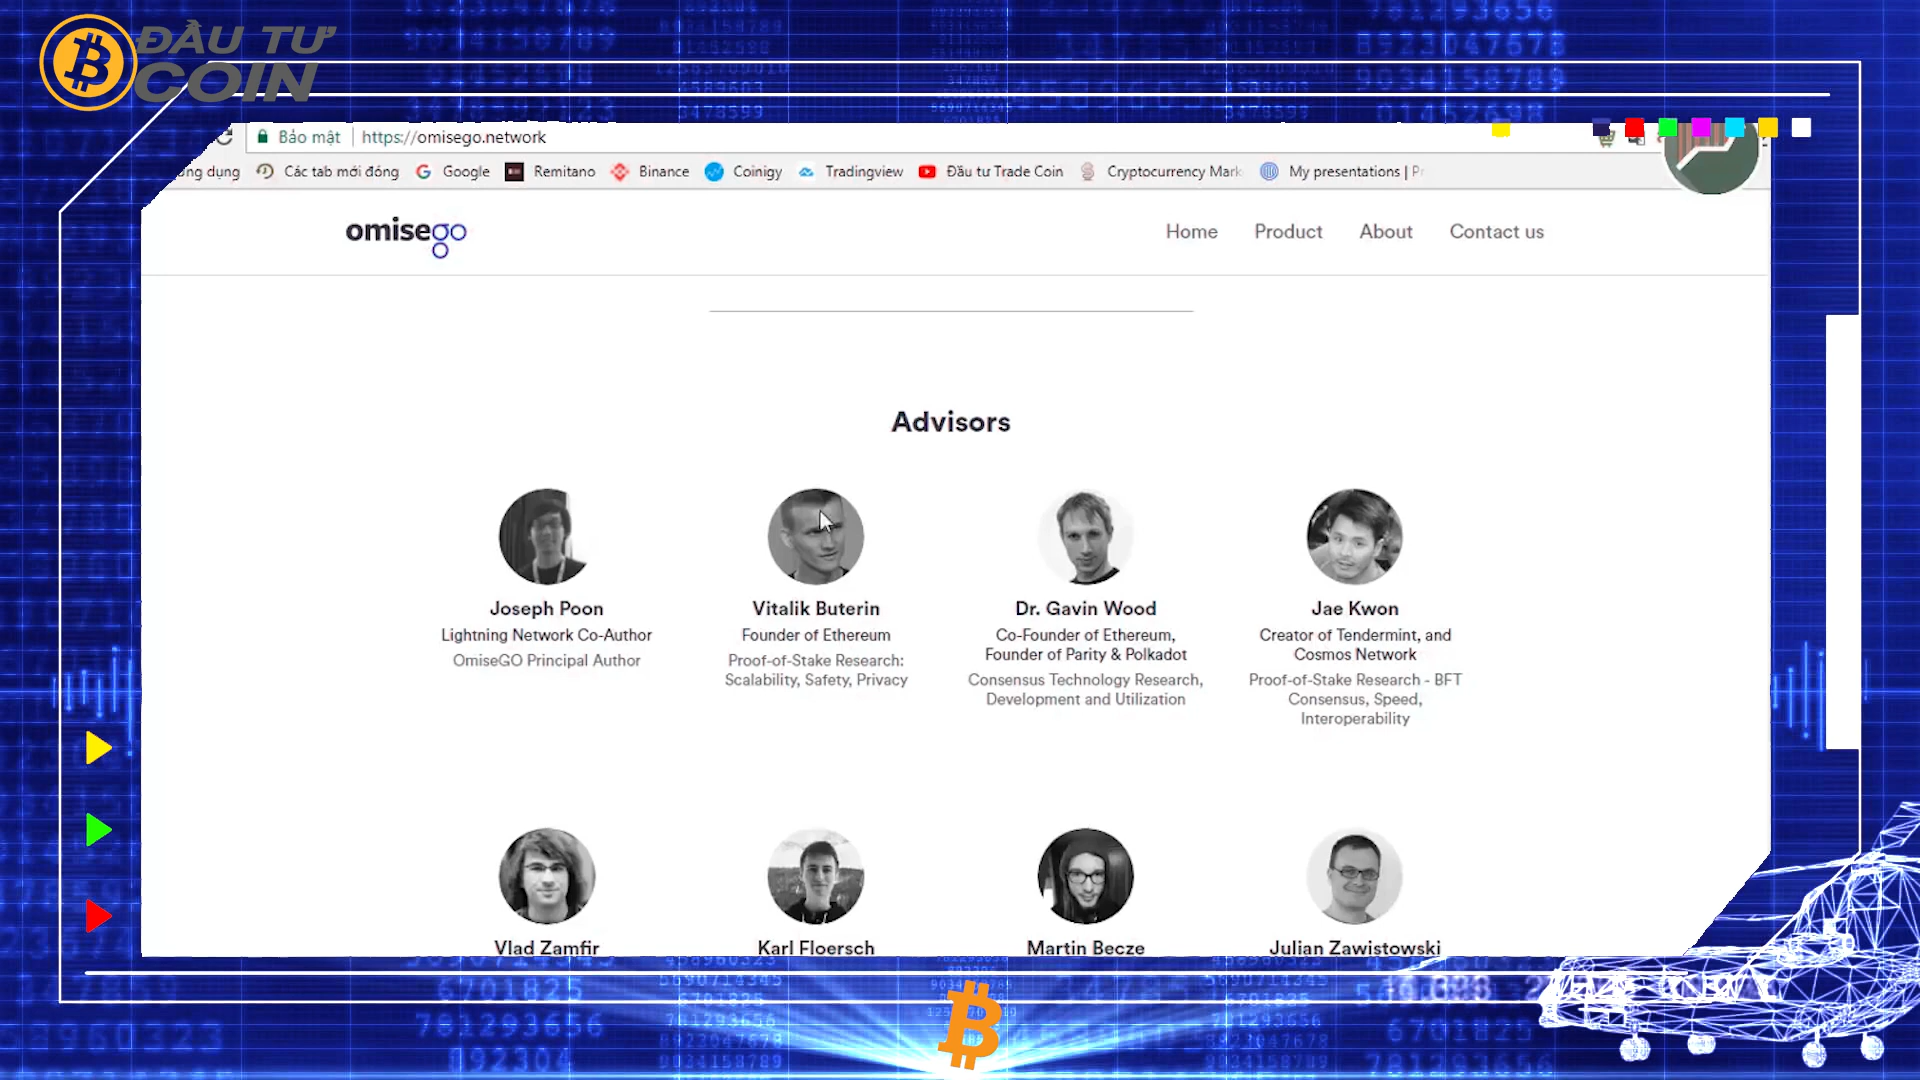 ĐẦU TƯ
COIN
Bảo mật
https://omisego.network
ứng dụng
Các tab mới đóng
Google
Remitano
Binance
Coinigy
Tradingview
Đầu tư Trade Coin
Cryptocurrency Mark
My presentations | P
omisego
Home
Product
About
Contact us
Advisors
Joseph Poon
Lightning Network Co-Author
OmiseGO Principal Author
Vitalik Buterin
Founder of Ethereum
Proof-of-Stake Research:
Scalability, Safety, Privacy
Dr. Gavin Wood
Co-Founder of Ethereum,
Founder of Parity & Polkadot
Consensus Technology Research,
Development and Utilization
Jae Kwon
Creator of Tendermint, and
Cosmos Network
Proof-of-Stake Research - BFT
Consensus, Speed,
Interoperability
Vlad Zamfir
Karl Floersch
Martin Becze
Julian Zawistowski